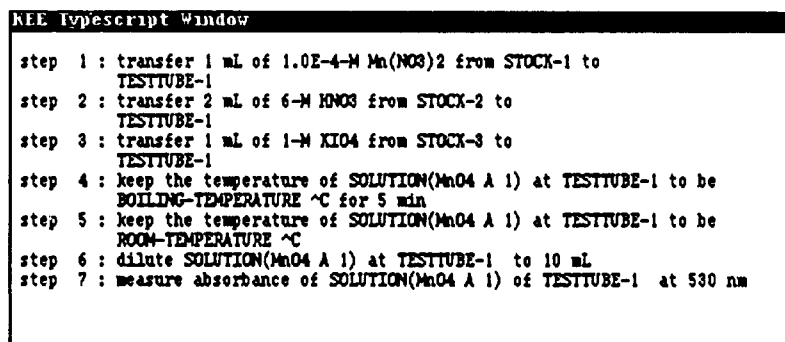 KEE Typescript Window
step 1 : transfer 1 mL of 1.0E-4-M Mn(NO3)2 from STOCK-1 to
TESTTUBE-1
step 2 : transfer 2 mL of 6-M HNO3 from STOCK-2 to
TESTTUBE-1
step 3 : transfer 1 mL of 1-M KIO4 from STOCK-3 to
TESTTUBE-1
step 4 : keep the temperature of SOLUTION(MnO4 A 1) at TESTTUBE-1 to be
BOILING-TEMPERATURE ^C for 5 min
step 5 : keep the temperature of SOLUTION(MnO4 A 1) at TESTTUBE-1 to be
ROOM-TEMPERATURE ^C
step 6 : dilute SOLUTION(MnO4 A 1) at TESTTUBE-1 to 10 mL
step 7 : measure absorbance of SOLUTION(MnO4 A 1) of TESTTUBE-1 at 530 nm